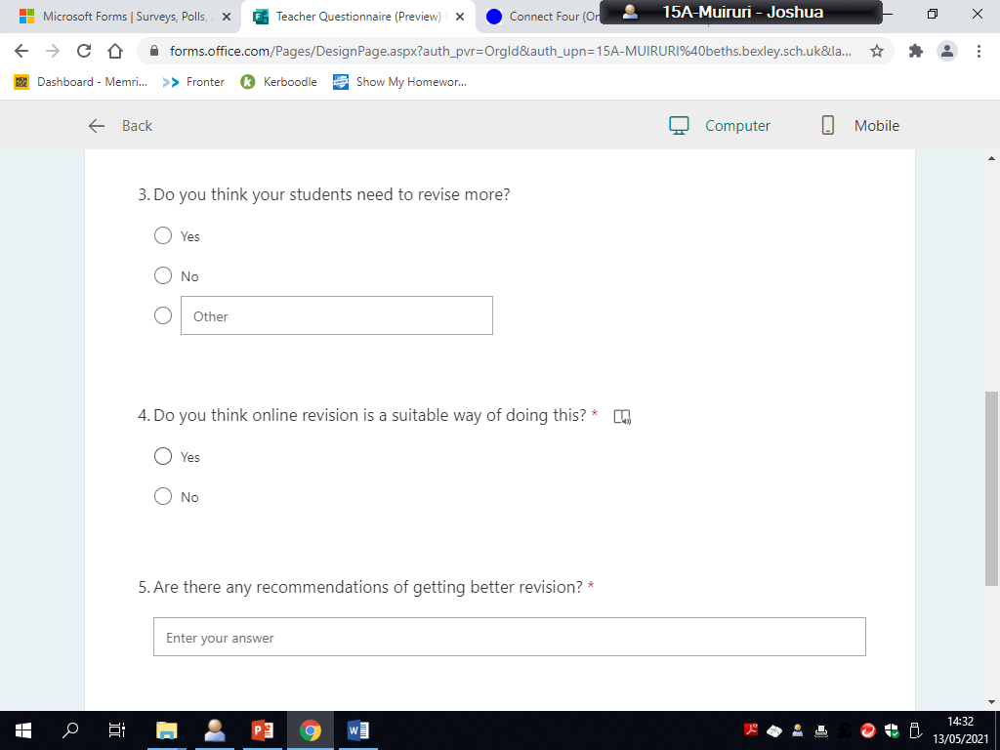 Microsoft Forms | Surveys, Polls,
Teacher Questionnaire (Preview)
Connect Four (Or
15A-Muiruri - Joshua
forms.office.com/Pages/DesignPage.aspx?auth_pvr=OrgId&auth_upn=15A-MUIRURI%40beths.bexley.sch.uk&la...
Dashboard - Memri...
Fronter
Kerboodle
Show My Homewor...
Back
Computer
Mobile
3. Do you think your students need to revise more?
Yes
No
Other
4. Do you think online revision is a suitable way of doing this? *
Yes
No
5. Are there any recommendations of getting better revision? *
Enter your answer
14:32
13/05/2021